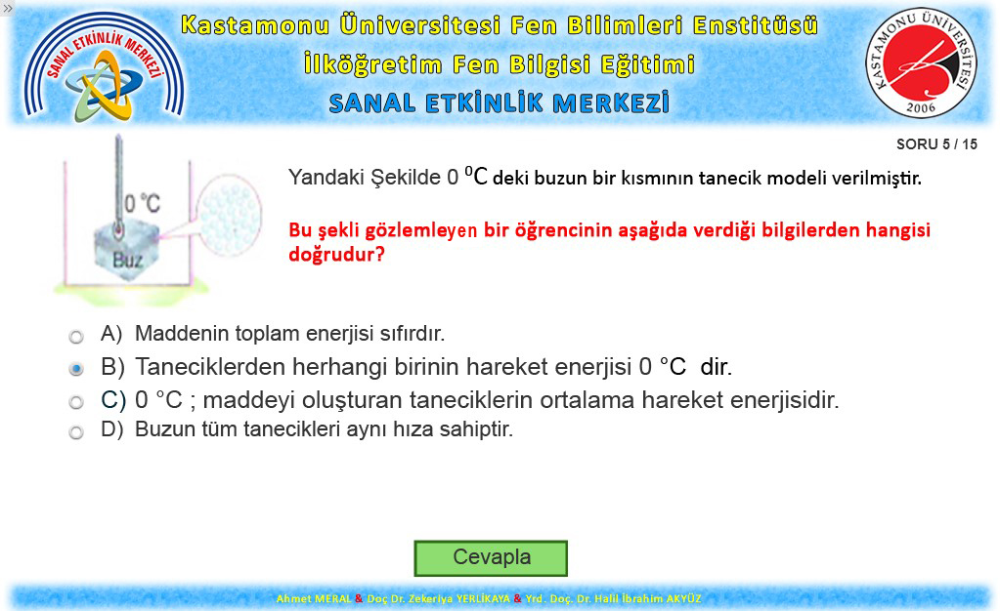 »
Kastamonu Üniversitesi Fen Bilimleri Enstitüsü
İlköğretim Fen Bilgisi Eğitimi
SANAL ETKİNLİK MERKEZİ
SANAL ETKİNLİK MERKEZİ
KASTAMONU ÜNİVERSİTESİ
2006
SORU 5 / 15
Yandaki Şekilde 0 ⁰C deki buzun bir kısmının tanecik modeli verilmiştir.
Bu şekli gözlemleyen bir öğrencinin aşağıda verdiği bilgilerden hangisi
doğrudur?
0 °C
Buz
A) Maddenin toplam enerjisi sıfırdır.
B) Taneciklerden herhangi birinin hareket enerjisi 0 °C dir.
C) 0 °C ; maddeyi oluşturan taneciklerin ortalama hareket enerjisidir.
D) Buzun tüm tanecikleri aynı hıza sahiptir.
Cevapla
Ahmet MERAL & Doç Dr. Zekeriya YERLİKAYA & Yrd. Doç. Dr. Halil İbrahim AKYÜZ